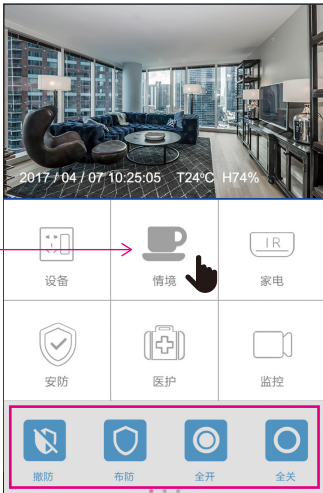 2017 / 04 / 07 10:25:05 T24°C H74%
IR
设备 情境 家电
安防 医护 监控
撤防 布防 全开 全关